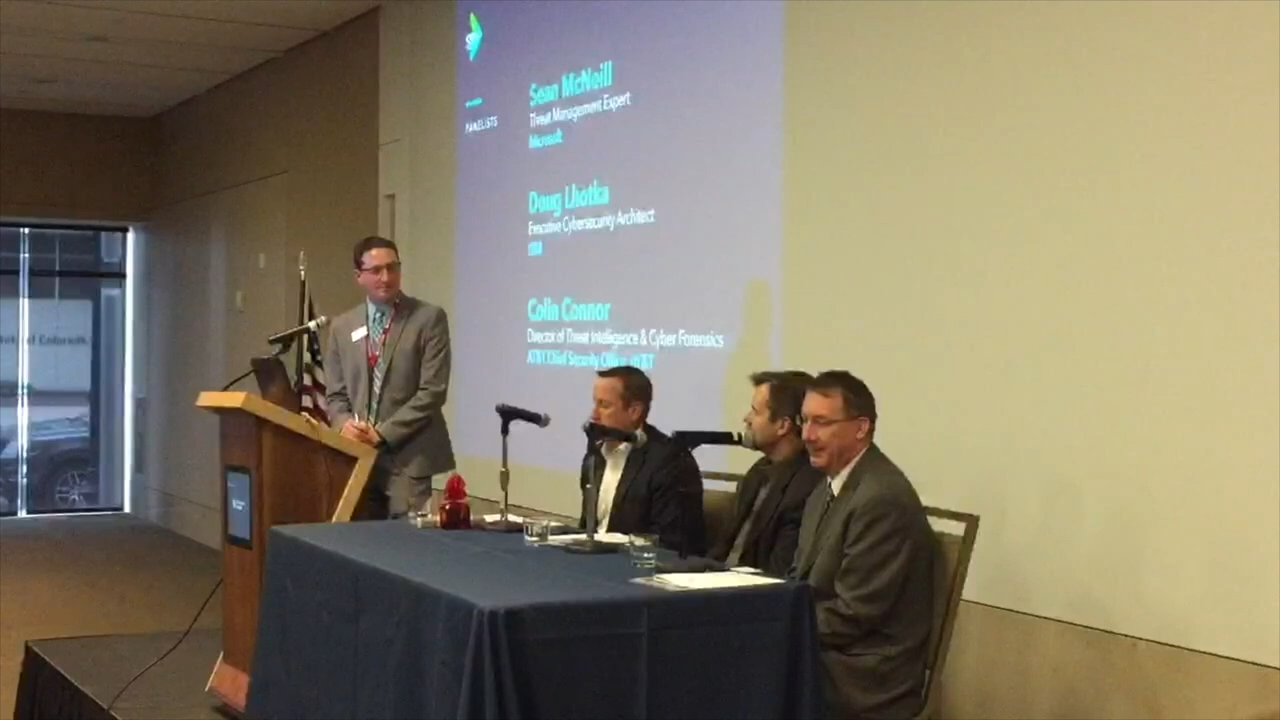 PANELISTS
Sean McNeill
Threat Management Expert
Microsoft
Doug Lhotka
Executive Cybersecurity Architect
IBM
Colin Connor
Director of Threat Intelligence & Cyber Forensics
AT&T Chief Security Office, AT&T